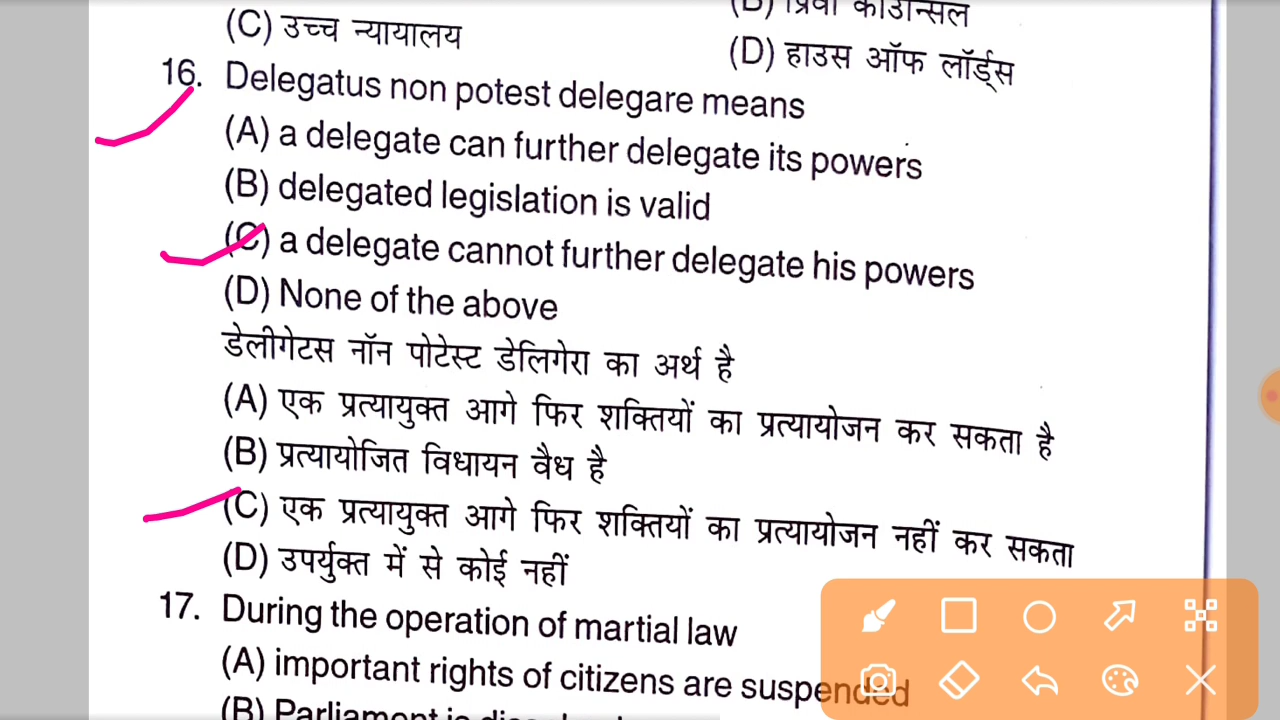 (C) उच्च न्यायालय
(D) हाउस ऑफ लॉर्ड्स
16. Delegatus non potest delegare means
(A) a delegate can further delegate its powers
(B) delegated legislation is valid
(C) a delegate cannot further delegate his powers
(D) None of the above
डेलीगेटस नॉन पोटेस्ट डेलिगेरा का अर्थ है
(A) एक प्रत्यायुक्त आगे फिर शक्तियों का प्रत्यायोजन कर सकता है
(B) प्रत्यायोजित विधायन वैध है
(C) एक प्रत्यायुक्त आगे फिर शक्तियों का प्रत्यायोजन नहीं कर सकता
(D) उपर्युक्त में से कोई नहीं
17. During the operation of martial law
(A) important rights of citizens are suspended
(B) Parliament is